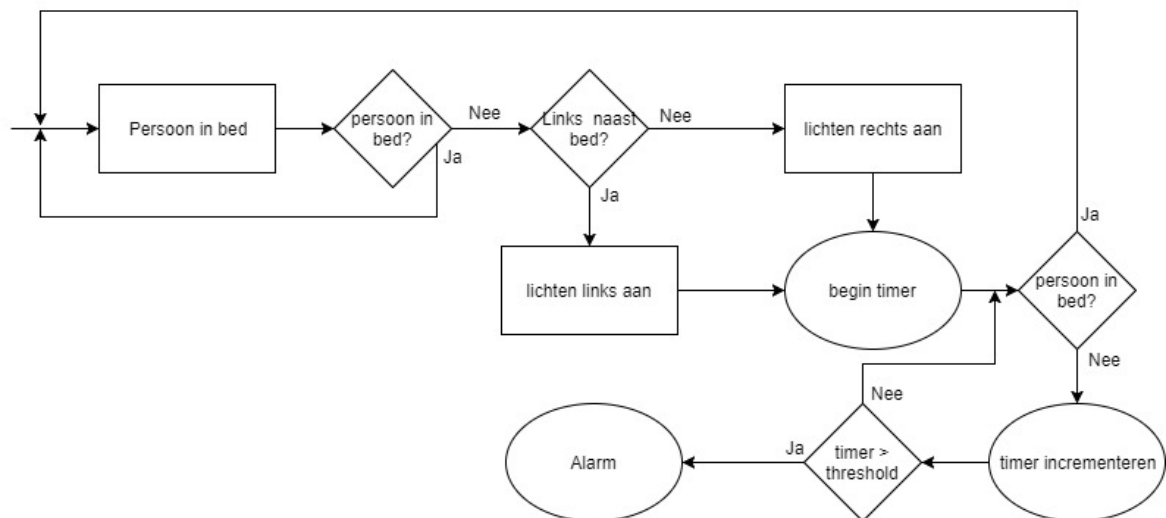 Ja
Persoon in bed
persoon in
bed?
Nee
Ja
Links naast
bed?
Nee
Ja
lichten rechts aan
lichten links aan
begin timer
persoon in
bed?
Nee
timer incrementeren
timer >
threshold
Nee
Ja
Alarm